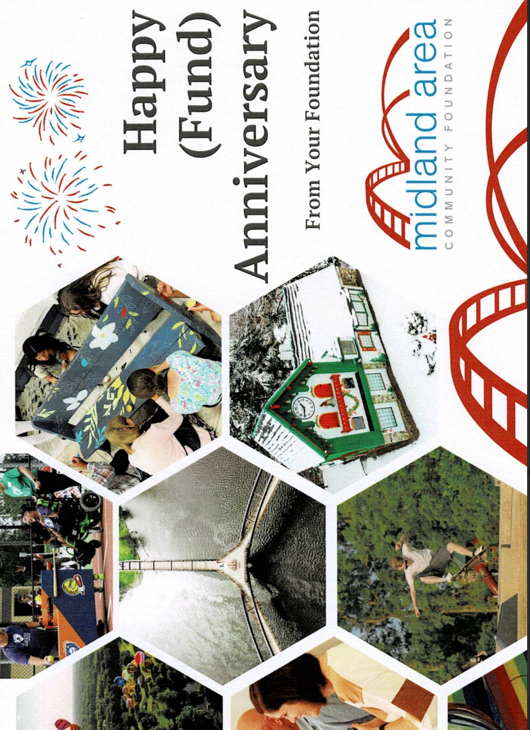 Happy
(Fund)
Anniversary
From Your Foundation
midland area
COMMUNITY FOUNDATION